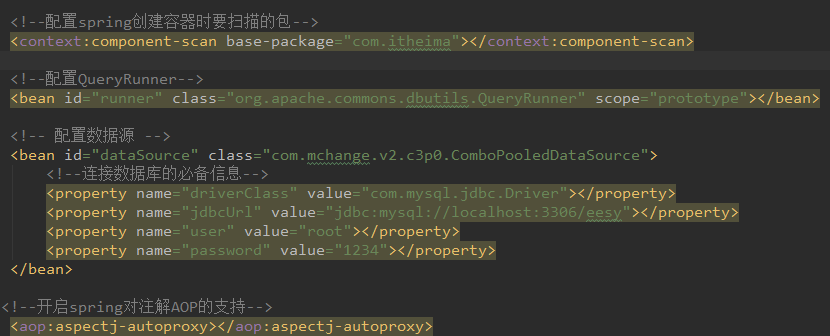 <!--配置spring创建容器时要扫描的包-->
<context:component-scan base-package="com.itheima"></context:component-scan>
<!--配置QueryRunner-->
<bean id="runner" class="org.apache.commons.dbutils.QueryRunner" scope="prototype"></bean>
<!-- 配置数据源 -->
<bean id="dataSource" class="com.mchange.v2.c3p0.ComboPooledDataSource">
<!--连接数据库的必备信息-->
<property name="driverClass" value="com.mysql.jdbc.Driver"></property>
<property name="jdbcUrl" value="jdbc:mysql://localhost:3306/eesy"></property>
<property name="user" value="root"></property>
<property name="password" value="1234"></property>
</bean>
<!--开启spring对注解AOP的支持-->
<aop:aspectj-autoproxy></aop:aspectj-autoproxy>